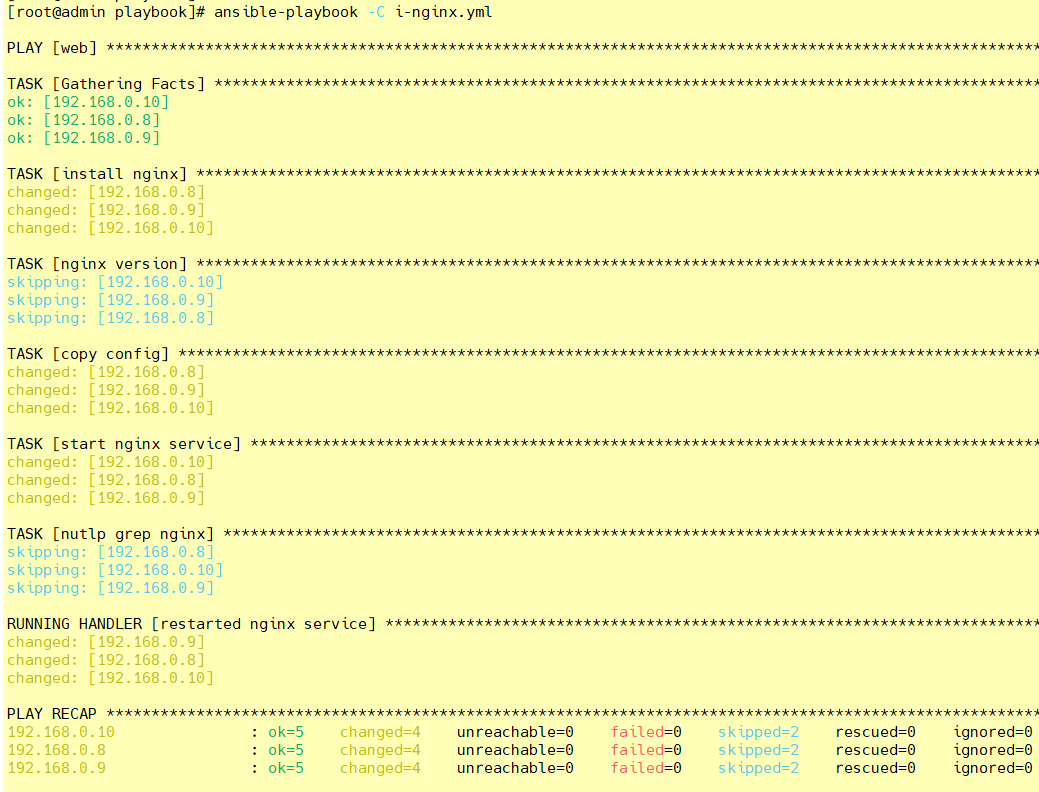 [root@admin playbook]# ansible-playbook -C i-nginx.yml
PLAY [web] ********************************************************************************************************
TASK [Gathering Facts] ********************************************************************************************
ok: [192.168.0.10]
ok: [192.168.0.8]
ok: [192.168.0.9]
TASK [install nginx] **********************************************************************************************
changed: [192.168.0.8]
changed: [192.168.0.9]
changed: [192.168.0.10]
TASK [nginx version] **********************************************************************************************
skipping: [192.168.0.10]
skipping: [192.168.0.9]
skipping: [192.168.0.8]
TASK [copy config] ************************************************************************************************
changed: [192.168.0.8]
changed: [192.168.0.9]
changed: [192.168.0.10]
TASK [start nginx service] ****************************************************************************************
changed: [192.168.0.10]
changed: [192.168.0.8]
changed: [192.168.0.9]
TASK [nutlp grep nginx] *******************************************************************************************
skipping: [192.168.0.8]
skipping: [192.168.0.10]
skipping: [192.168.0.9]
RUNNING HANDLER [restarted nginx service] *************************************************************************
changed: [192.168.0.9]
changed: [192.168.0.8]
changed: [192.168.0.10]
PLAY RECAP ********************************************************************************************************
192.168.0.10 : ok=5 changed=4 unreachable=0 failed=0 skipped=2 rescued=0 ignored=0
192.168.0.8 : ok=5 changed=4 unreachable=0 failed=0 skipped=2 rescued=0 ignored=0
192.168.0.9 : ok=5 changed=4 unreachable=0 failed=0 skipped=2 rescued=0 ignored=0